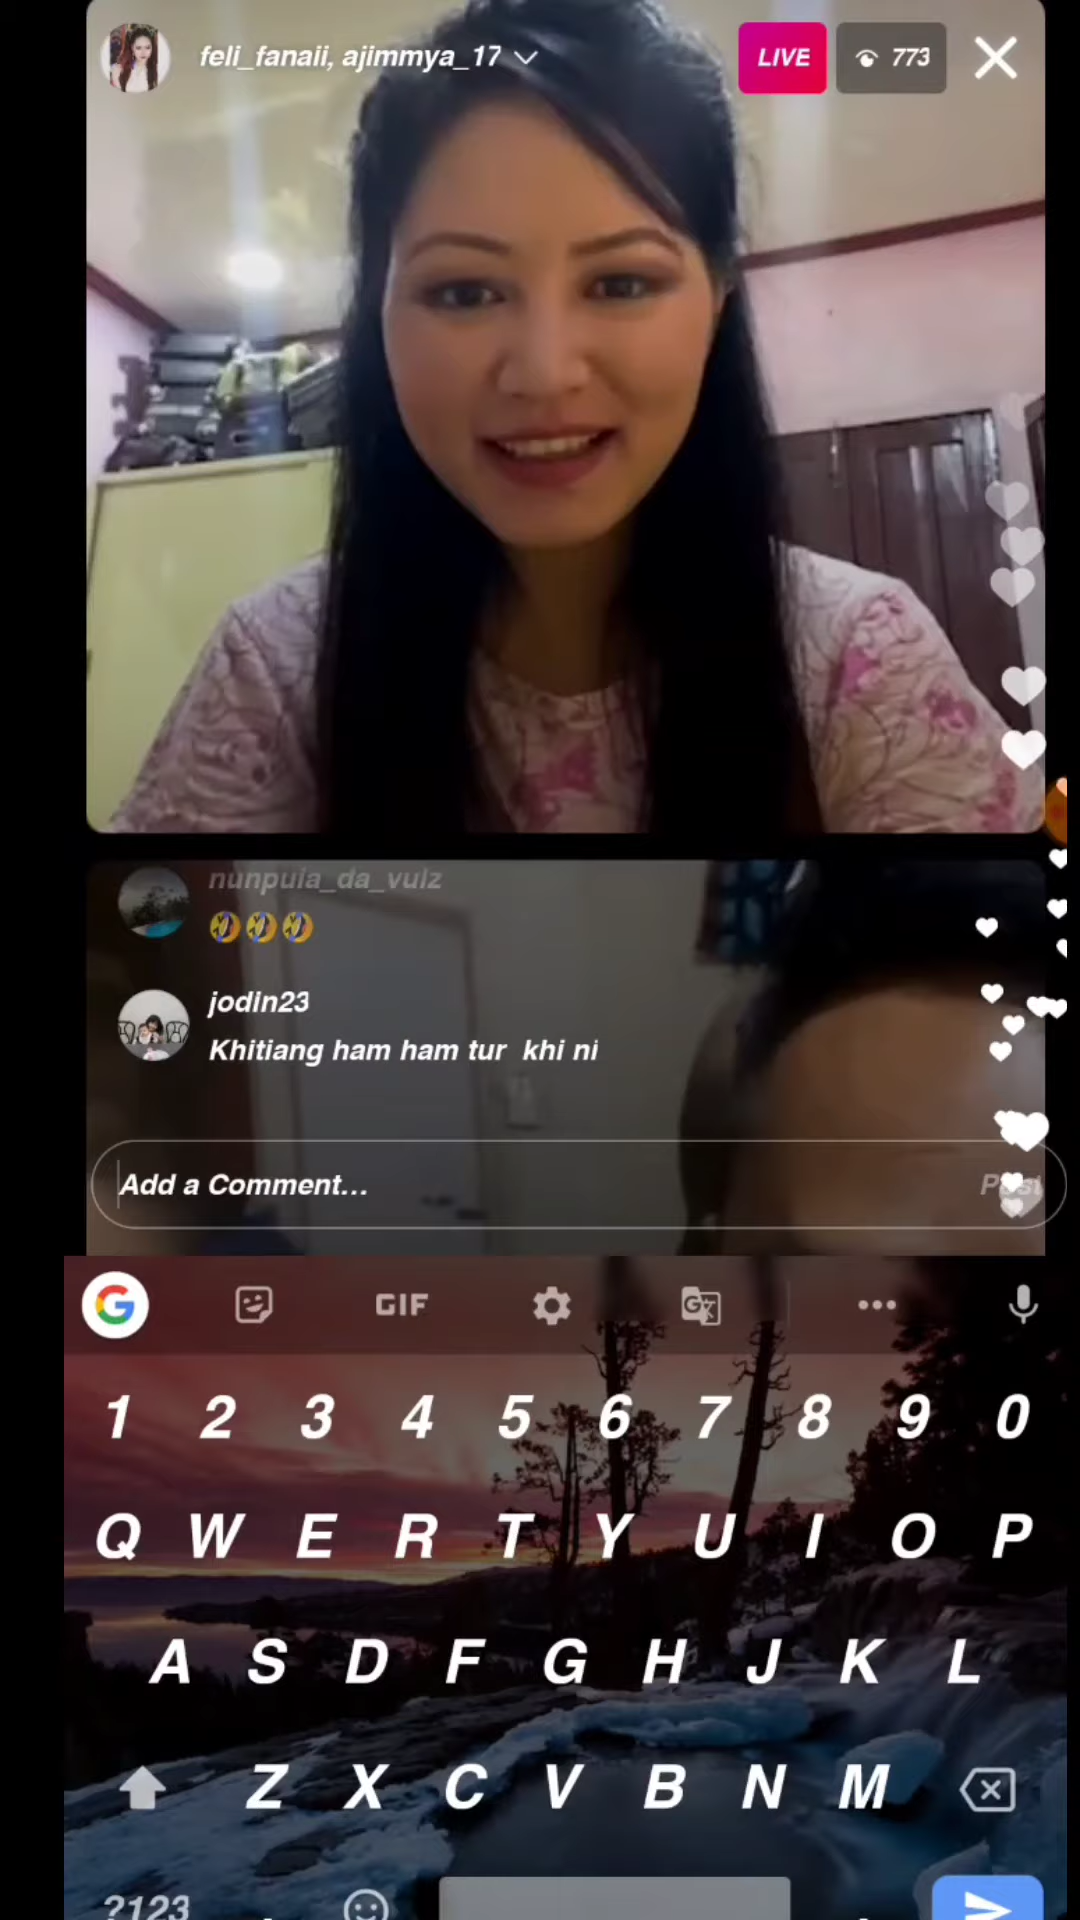 feli_fanaii, ajimmya_17
LIVE
773
nunpuia_da_vulz
🤣🤣🤣
jodin23
Khitiang ham ham tur khi ni
Add a Comment...
Post
G
GIF
G
1 2 3 4 5 6 7 8 9 0
Q W E R T Y U I O P
A S D F G H J K L
Z X C V B N M
?123